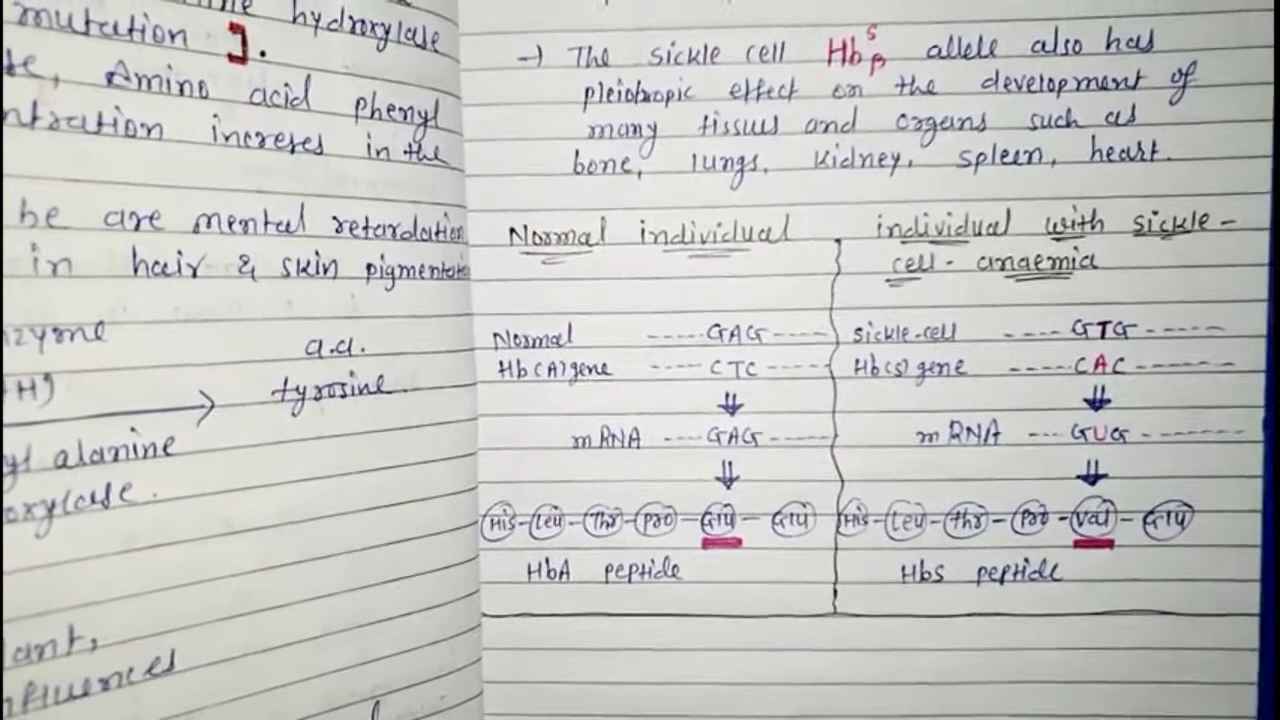 hydroxylase
mutation ].
Amino acid phenyl
increses in the
be are mental retardation
in hair & skin pigmentatio
a.a.
tyrosine
alanine
→ The sickle cell Hb^S_β allele also has
pleiotropic effect on the development of
many tissues and organs such as
bone, lungs, kidney, spleen, heart.
Normal individual
individual with sickle-
cell-anaemia
Normal -----GAG----
Hb(A)gene ----- CTC ----
mRNA ----GAG----
His-Leu-Thr-Pro-Glu-Glu
HbA peptide
sickle-cell ----GTG------
Hb(s)gene -----CAC-------
mRNA ---GUG--------
His-Leu-thr-Pro-Val-Glu
HbS peptide